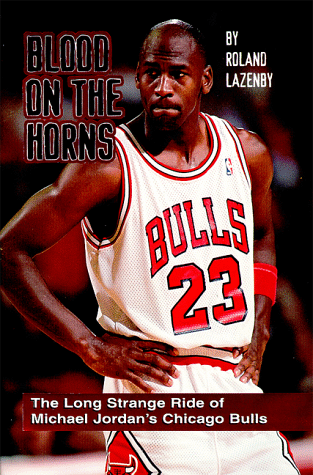 BLOOD
ON THE
HORNS
BY
ROLAND
LAZENBY
BULLS
23
The Long Strange Ride of
Michael Jordan's Chicago Bulls